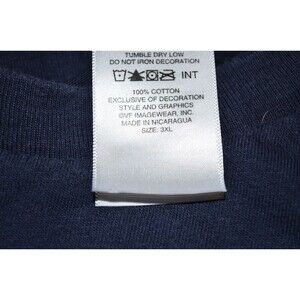 TUMBLE DRY LOW
DO NOT IRON DECORATION
INT
100% COTTON
EXCLUSIVE OF DECORATION
STYLE AND GRAPHICS
©VF IMAGEWEAR, INC.
MADE IN NICARAGUA
SIZE: 3XL